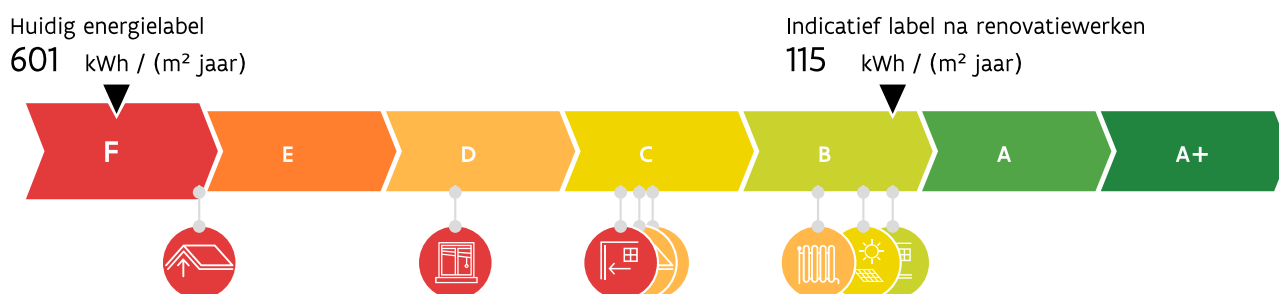 Huidig energielabel
601 kWh / (m² jaar)
Indicatief label na renovatiewerken
115 kWh / (m² jaar)
F E D C B A A+